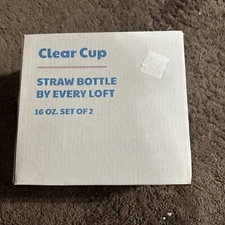 Clear Cup
STRAW BOTTLE
BY EVERY LOFT
16 OZ. SET OF 2